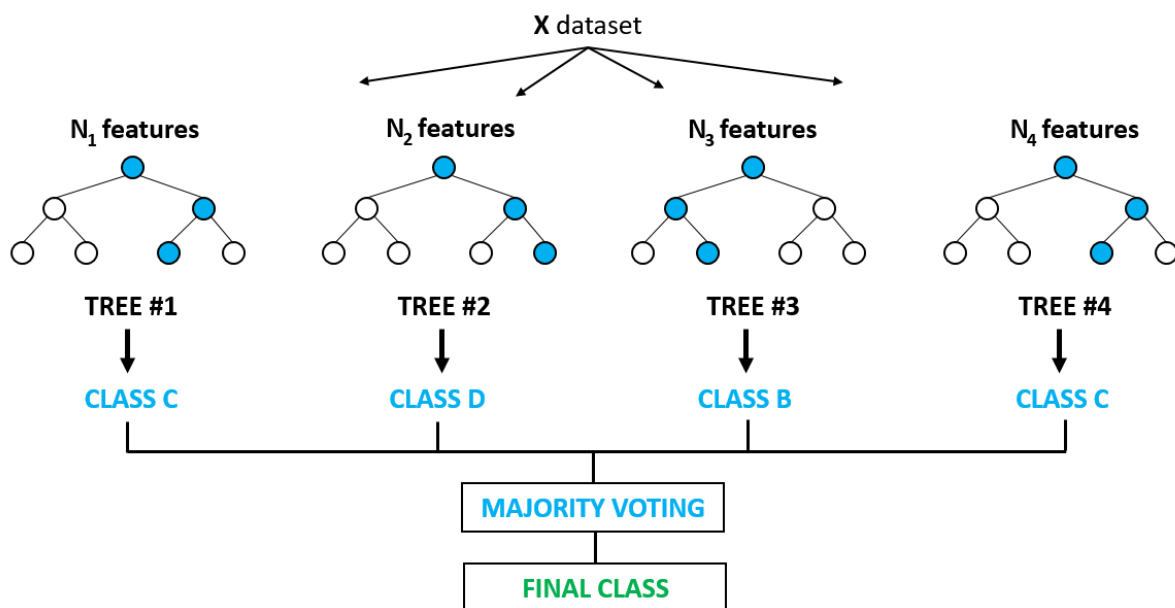 X dataset
N₁ features
N₂ features
N₃ features
N₄ features
TREE #1
TREE #2
TREE #3
TREE #4
CLASS C
CLASS D
CLASS B
CLASS C
MAJORITY VOTING
FINAL CLASS